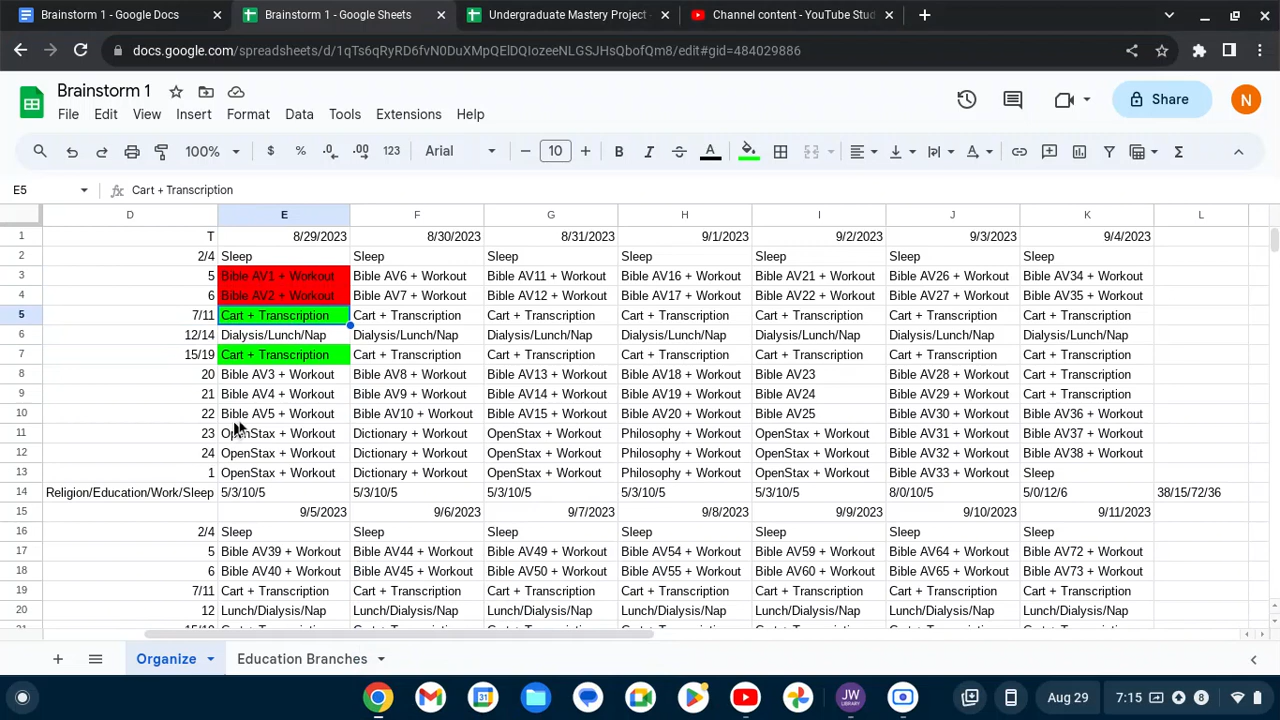 Brainstorm 1 - Google Docs
Brainstorm 1 - Google Sheets
Undergraduate Mastery Project -
Channel content - YouTube Stud
docs.google.com/spreadsheets/d/1qTs6qRyRD6fvN0DuXMpQElDQIozeeNLGSJHsQbofQm8/edit#gid=484029886
Brainstorm 1
File Edit View Insert Format Data Tools Extensions Help
Share
N
100% $ % .0 .00 123 Arial 10 B I A
E5 fx Cart + Transcription
D E F G H I J K L
1 T 8/29/2023 8/30/2023 8/31/2023 9/1/2023 9/2/2023 9/3/2023 9/4/2023
2 2/4 Sleep Sleep Sleep Sleep Sleep Sleep Sleep
3 5 Bible AV1 + Workout Bible AV6 + Workout Bible AV11 + Workout Bible AV16 + Workout Bible AV21 + Workout Bible AV26 + Workout Bible AV34 + Workout
4 6 Bible AV2 + Workout Bible AV7 + Workout Bible AV12 + Workout Bible AV17 + Workout Bible AV22 + Workout Bible AV27 + Workout Bible AV35 + Workout
5 7/11 Cart + Transcription Cart + Transcription Cart + Transcription Cart + Transcription Cart + Transcription Cart + Transcription Cart + Transcription
6 12/14 Dialysis/Lunch/Nap Dialysis/Lunch/Nap Dialysis/Lunch/Nap Dialysis/Lunch/Nap Dialysis/Lunch/Nap Dialysis/Lunch/Nap Dialysis/Lunch/Nap
7 15/19 Cart + Transcription Cart + Transcription Cart + Transcription Cart + Transcription Cart + Transcription Cart + Transcription Cart + Transcription
8 20 Bible AV3 + Workout Bible AV8 + Workout Bible AV13 + Workout Bible AV18 + Workout Bible AV23 Bible AV28 + Workout Cart + Transcription
9 21 Bible AV4 + Workout Bible AV9 + Workout Bible AV14 + Workout Bible AV19 + Workout Bible AV24 Bible AV29 + Workout Cart + Transcription
10 22 Bible AV5 + Workout Bible AV10 + Workout Bible AV15 + Workout Bible AV20 + Workout Bible AV25 Bible AV30 + Workout Bible AV36 + Workout
11 23 OpenStax + Workout Dictionary + Workout OpenStax + Workout Philosophy + Workout OpenStax + Workout Bible AV31 + Workout Bible AV37 + Workout
12 24 OpenStax + Workout Dictionary + Workout OpenStax + Workout Philosophy + Workout OpenStax + Workout Bible AV32 + Workout Bible AV38 + Workout
13 1 OpenStax + Workout Dictionary + Workout OpenStax + Workout Philosophy + Workout OpenStax + Workout Bible AV33 + Workout Sleep
14 Religion/Education/Work/Sleep 5/3/10/5 5/3/10/5 5/3/10/5 5/3/10/5 5/3/10/5 8/0/10/5 5/0/12/6 38/15/72/36
15 9/5/2023 9/6/2023 9/7/2023 9/8/2023 9/9/2023 9/10/2023 9/11/2023
16 2/4 Sleep Sleep Sleep Sleep Sleep Sleep Sleep
17 5 Bible AV39 + Workout Bible AV44 + Workout Bible AV49 + Workout Bible AV54 + Workout Bible AV59 + Workout Bible AV64 + Workout Bible AV72 + Workout
18 6 Bible AV40 + Workout Bible AV45 + Workout Bible AV50 + Workout Bible AV55 + Workout Bible AV60 + Workout Bible AV65 + Workout Bible AV73 + Workout
19 7/11 Cart + Transcription Cart + Transcription Cart + Transcription Cart + Transcription Cart + Transcription Cart + Transcription Cart + Transcription
20 12 Lunch/Dialysis/Nap Lunch/Dialysis/Nap Lunch/Dialysis/Nap Lunch/Dialysis/Nap Lunch/Dialysis/Nap Lunch/Dialysis/Nap Lunch/Dialysis/Nap
Organize Education Branches
31 JW LIBRARY Aug 29 7:15 8